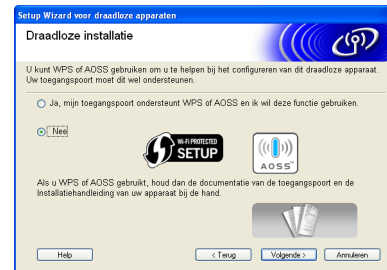 Setup Wizard voor draadloze apparaten
Draadloze installatie
U kunt WPS of AOSS gebruiken om u te helpen bij het configureren van dit draadloze apparaat.
Uw toegangspoort moet dit wel ondersteunen.
Ja, mijn toegangspoort ondersteunt WPS of AOSS en ik wil deze functie gebruiken.
Nee
WI-FI PROTECTED
SETUP
AOSS™
Als u WPS of AOSS gebruikt, houd dan de documentatie van de toegangspoort en de
Installatiehandleiding van uw apparaat bij de hand.
Help
< Terug
Volgende >
Annuleren